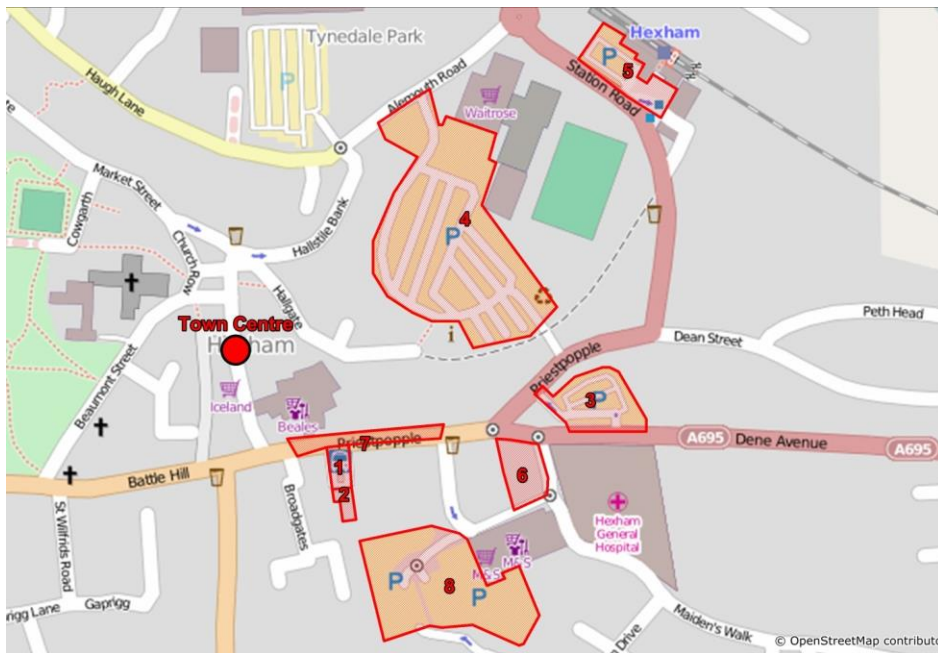 Tynedale Park
Hexham
P
5
Haugh Lane
P
Alemouth Road
Station Road
Waitrose
Market Street
Cowgarth
Hallstile Bank
4
P
Church Row
Hallgate
Town Centre
Hexham
i
Peth Head
Dean Street
Priestpopple
Beaumont Street
Iceland
Beales
3
P
Priestpopple
7
A695
Dene Avenue
A695
Battle Hill
1
2
6
St Wilfrids Road
Broadgates
Hexham
General
Hospital
M&S
M&S
P
8
P
rigg Lane
Gaprigg
Maiden's Walk
Drive
© OpenStreetMap contributo